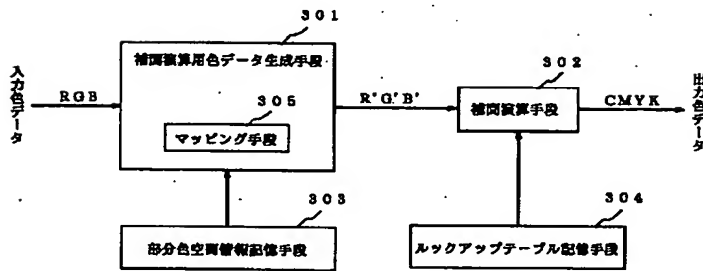 301
補間演算用色データ生成手段
302
入力色データ
RGB
305
R'G'B'
CMYK
出力色データ
補間演算手段
マッピング手段
303
304
部分色空間情報記憶手段
ルックアップテーブル記憶手段